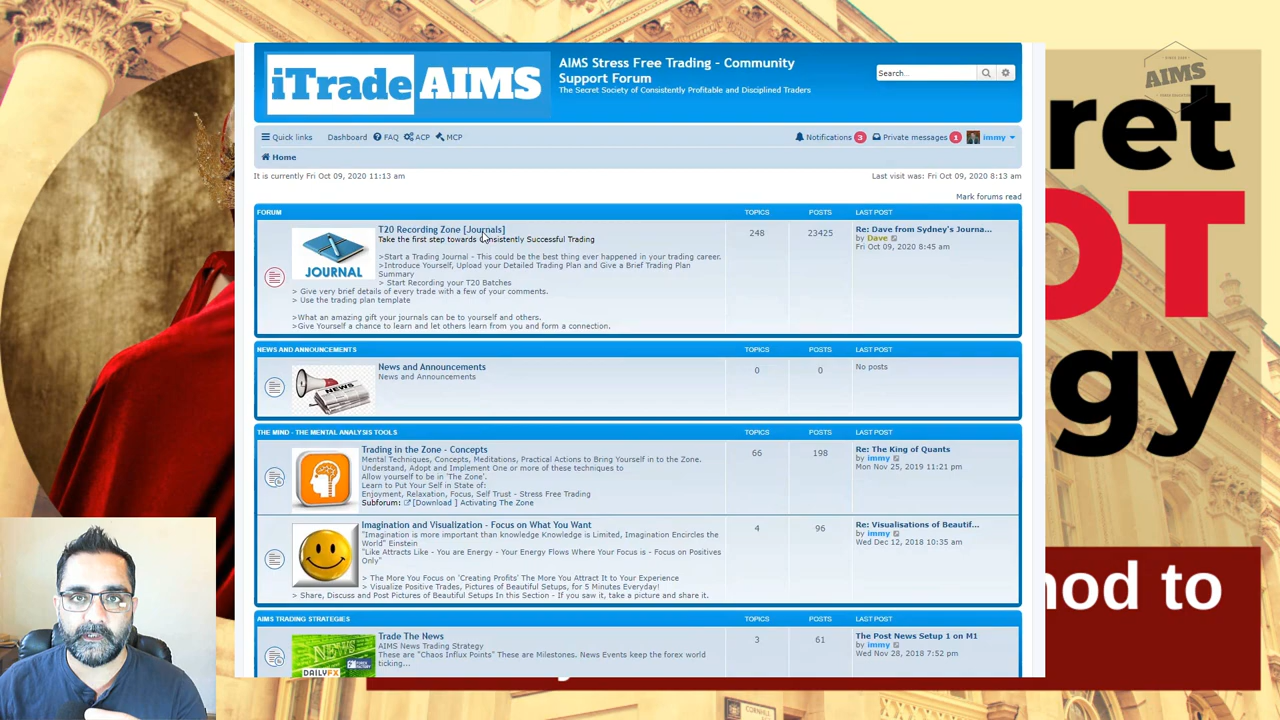 iTrade AIMS
AIMS Stress Free Trading - Community
Support Forum
The Secret Society of Consistently Profitable and Disciplined Traders
Search...
AIMS
Quick links Dashboard FAQ ACP MCP
Notifications 3 Private messages 1 immy
Home
It is currently Fri Oct 09, 2020 11:13 am
Last visit was: Fri Oct 09, 2020 8:13 am
Mark forums read
FORUM TOPICS POSTS LAST POST
JOURNAL
T20 Recording Zone [Journals]
Take the first step towards Consistently Successful Trading
>Start a Trading Journal - This could be the best thing ever happened in your trading career.
>Introduce Yourself, Upload your Detailed Trading Plan and Give a Brief Trading Plan
Summary
> Start Recording your T20 Batches
> Give very brief details of every trade with a few of your comments.
> Use the trading plan template
>What an amazing gift your journals can be to yourself and others.
>Give Yourself a chance to learn and let others learn from you and form a connection.
248
23425
Re: Dave from Sydney's Journa...
by Dave
Fri Oct 09, 2020 8:45 am
NEWS AND ANNOUNCEMENTS TOPICS POSTS LAST POST
NEWS
News and Announcements
News and Announcements
0
0
No posts
THE MIND - THE MENTAL ANALYSIS TOOLS TOPICS POSTS LAST POST
Trading in the Zone - Concepts
Mental Techniques, Concepts, Meditations, Practical Actions to Bring Yourself in to the Zone.
Understand, Adopt and Implement One or more of these techniques to
Allow yourself to be in 'The Zone'.
Learn to Put Your Self in State of:
Enjoyment, Relaxation, Focus, Self Trust - Stress Free Trading
Subforum: [Download ] Activating The Zone
66
198
Re: The King of Quants
by immy
Mon Nov 25, 2019 11:21 pm
Imagination and Visualization - Focus on What You Want
"Imagination is more important than knowledge Knowledge is Limited, Imagination Encircles the
World" Einstein
"Like Attracts Like - You are Energy - Your Energy Flows Where Your Focus is - Focus on Positives
Only"
> The More You Focus on 'Creating Profits' The More You Attract It to Your Experience
> Visualize Positive Trades, Pictures of Beautiful Setups, for 5 Minutes Everyday!
> Share, Discuss and Post Pictures of Beautiful Setups In this Section - If you saw it, take a picture and share it.
4
96
Re: Visualisations of Beautif...
by immy
Wed Dec 12, 2018 10:35 am
AIMS TRADING STRATEGIES TOPICS POSTS LAST POST
NEWS
DAILYFX
Trade The News
AIMS News Trading Strategy
These are "Chaos Influx Points" These are Milestones. News Events keep the forex world
ticking...
3
61
The Post News Setup 1 on M1
by immy
Wed Nov 28, 2018 7:52 pm
ret
OT
gy
nod to
CORNHILL